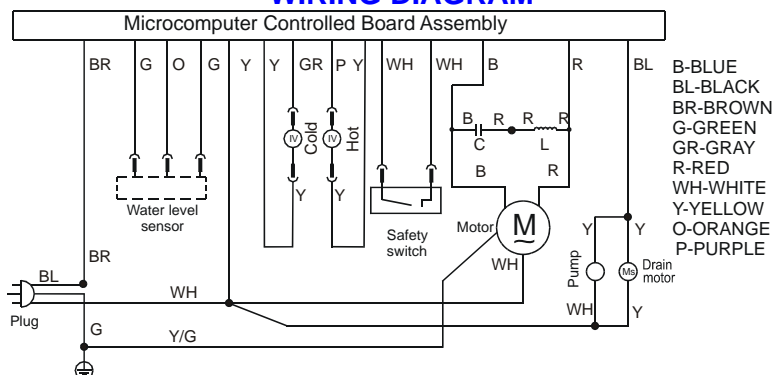 WIRING DIAGRAM
Microcomputer Controlled Board Assembly
BR G O G Y Y GR P Y WH WH B R BL
B-BLUE
BL-BLACK
BR-BROWN
G-GREEN
GR-GRAY
R-RED
WH-WHITE
Y-YELLOW
O-ORANGE
P-PURPLE
B R R R
C L
IV Cold IV Hot
B R
Y Y
Water level
sensor
Safety
switch
Motor M
WH
Y Y
Pump
Ms Drain
motor
WH Y
BR
BL
WH
Plug
G
Y/G